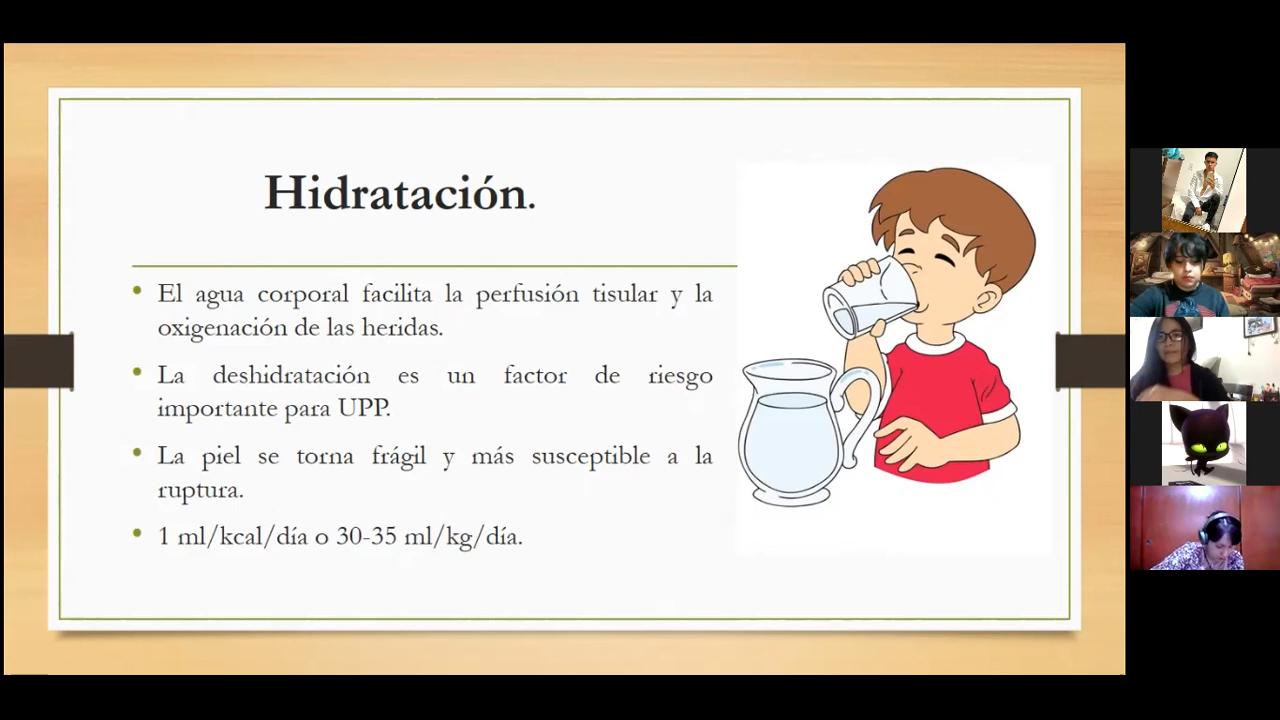 Hidratación.
El agua corporal facilita la perfusión tisular y la
oxigenación de las heridas.
La deshidratación es un factor de riesgo
importante para UPP.
La piel se torna frágil y más susceptible a la
ruptura.
1 ml/kcal/día o 30-35 ml/kg/día.